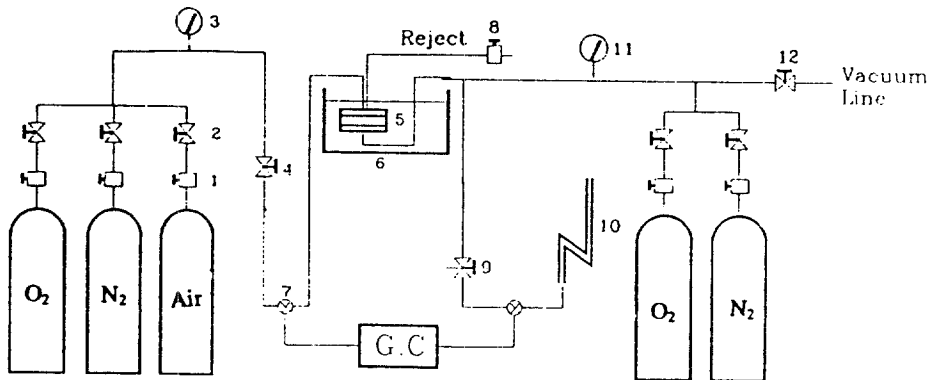 3
Reject
8
11
12
Vacuum
Line
2
5
4
6
1
10
9
7
O₂
N₂
Air
G.C
O₂
N₂